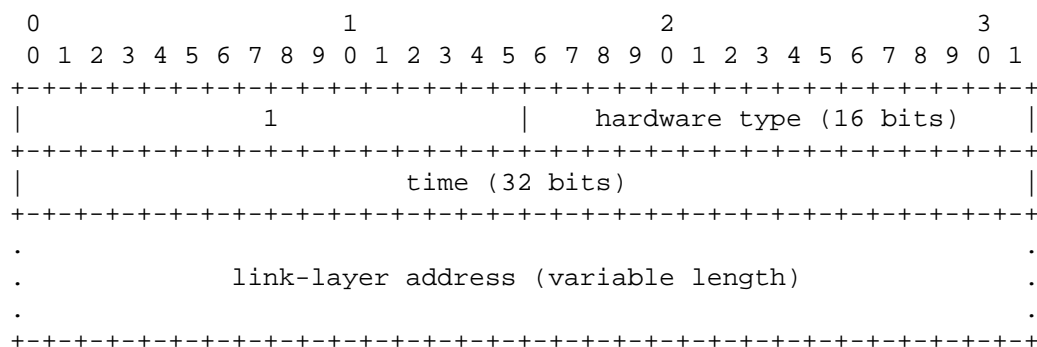 0                   1                   2                   3
 0 1 2 3 4 5 6 7 8 9 0 1 2 3 4 5 6 7 8 9 0 1 2 3 4 5 6 7 8 9 0 1
+-+-+-+-+-+-+-+-+-+-+-+-+-+-+-+-+-+-+-+-+-+-+-+-+-+-+-+-+-+-+-+-+
|               1               |    hardware type (16 bits)    |
+-+-+-+-+-+-+-+-+-+-+-+-+-+-+-+-+-+-+-+-+-+-+-+-+-+-+-+-+-+-+-+-+
|                        time (32 bits)                         |
+-+-+-+-+-+-+-+-+-+-+-+-+-+-+-+-+-+-+-+-+-+-+-+-+-+-+-+-+-+-+-+-+
.                                                               .
.             link-layer address (variable length)              .
.                                                               .
+-+-+-+-+-+-+-+-+-+-+-+-+-+-+-+-+-+-+-+-+-+-+-+-+-+-+-+-+-+-+-+-+